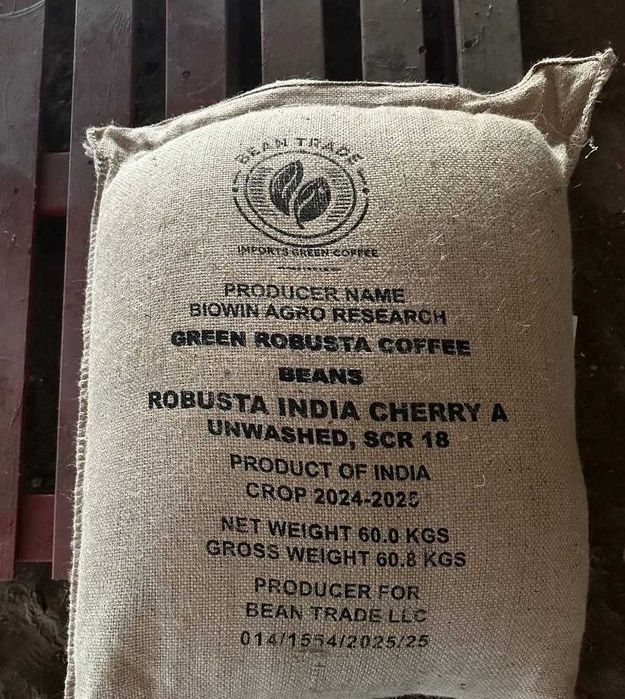 BEAN TRADE
IMPORTS GREEN COFFEE
PRODUCER NAME
BIOWIN AGRO RESEARCH
GREEN ROBUSTA COFFEE
BEANS
ROBUSTA INDIA CHERRY A
UNWASHED, SCR 18
PRODUCT OF INDIA
CROP 2024-2025
NET WEIGHT 60.0 KGS
GROSS WEIGHT 60.8 KGS
PRODUCER FOR
BEAN TRADE LLC
014/1554/2025/25